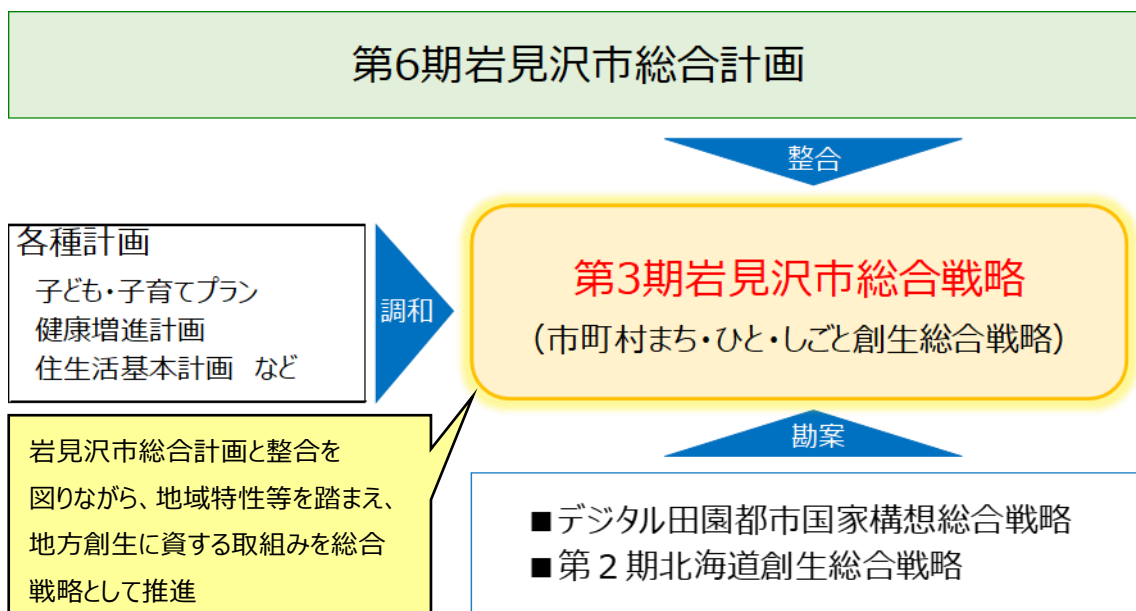 第6期岩見沢市総合計画
整合
各種計画
子ども・子育てプラン
健康増進計画
住生活基本計画　など
調和
第3期岩見沢市総合戦略
(市町村まち・ひと・しごと創生総合戦略)
岩見沢市総合計画と整合を
図りながら、地域特性等を踏まえ、
地方創生に資する取組みを総合
戦略として推進
勘案
■デジタル田園都市国家構想総合戦略
■第２期北海道創生総合戦略